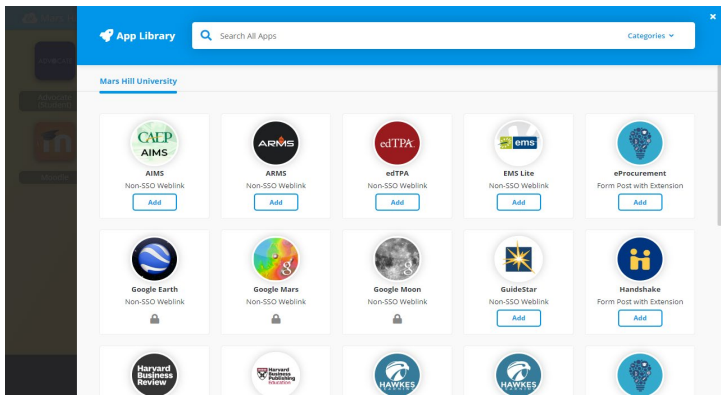 App Library
Search All Apps
Categories
Mars Hill University
CAEP
AIMS
ARMS
edTPA
ems
AIMS
ARMS
edTPA
EMS Lite
eProcurement
Non-SSO Weblink
Non-SSO Weblink
Non-SSO Weblink
Non-SSO Weblink
Form Post with Extension
Add
Add
Add
Add
Add
Google Earth
Google Mars
Google Moon
GuideStar
Handshake
Non-SSO Weblink
Non-SSO Weblink
Non-SSO Weblink
Non-SSO Weblink
Form Post with Extension
Add
Add
Harvard
Business
Review
Harvard
Business
Publishing
Education
HAWKES
HAWKES